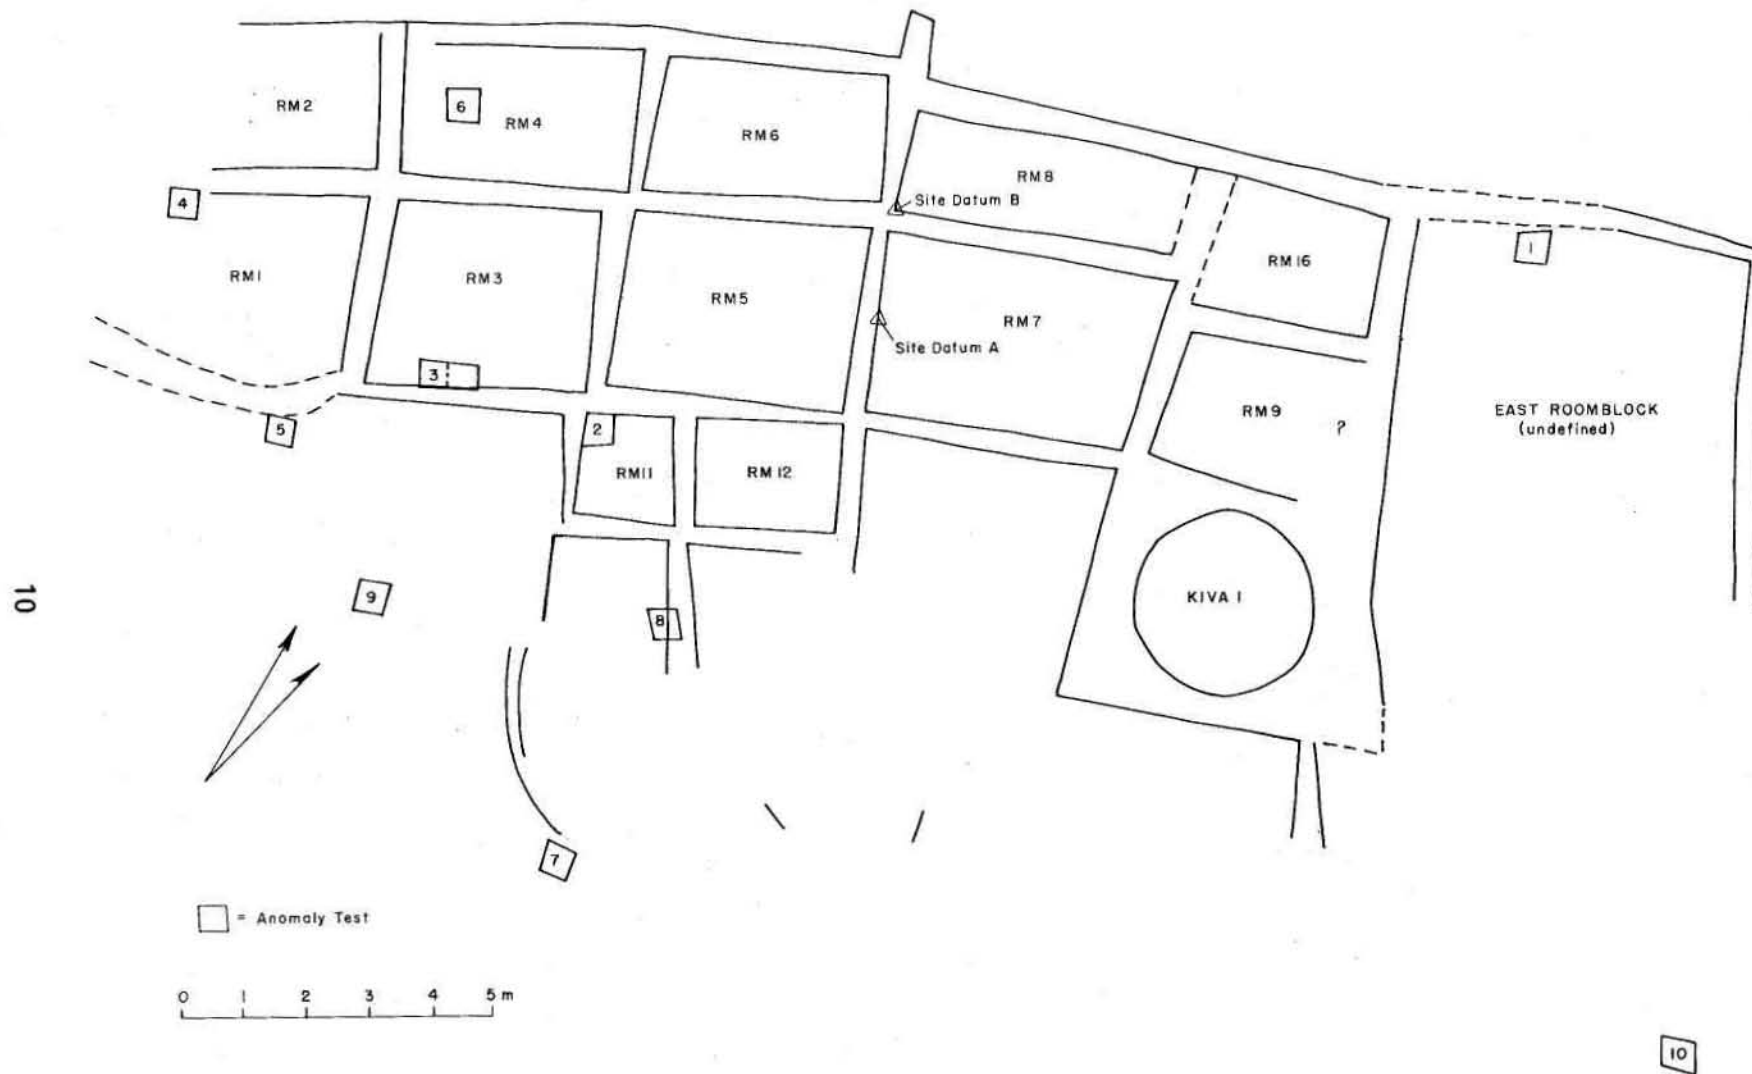 RM2
6
RM4
RM6
RM8
4
Site Datum B
1
RM1
RM3
RM16
RM5
RM7
Site Datum A
3
RM9
?
EAST ROOMBLOCK
(undefined)
5
2
RM11
RM12
10
9
KIVA 1
8
7
= Anomaly Test
0 1 2 3 4 5 m
10